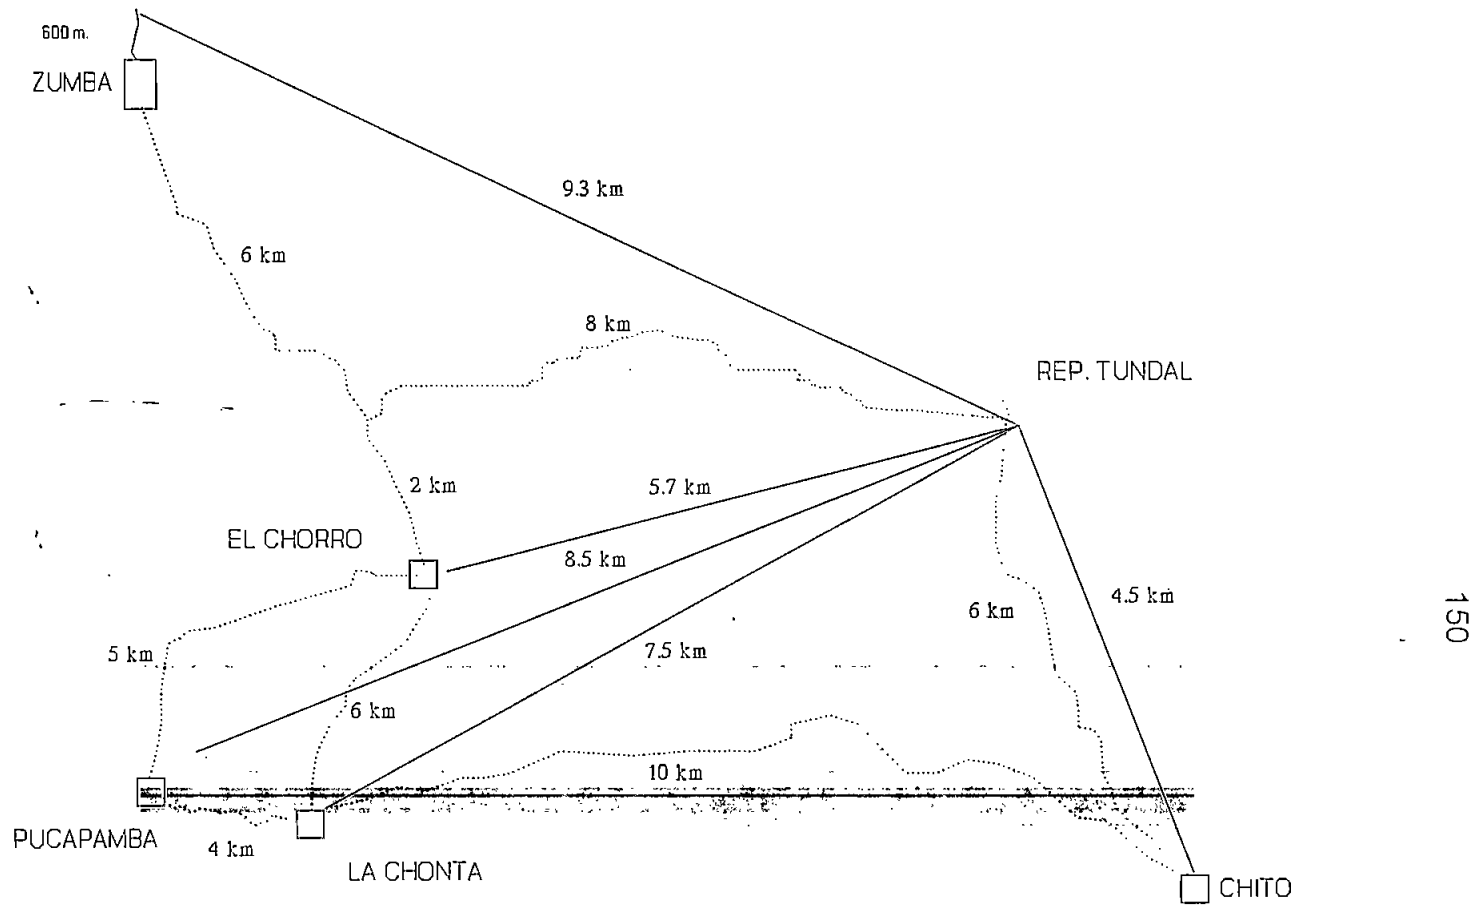 600 m.
ZUMBA
9.3 km
6 km
8 km
REP. TUNDAL
2 km
5.7 km
EL CHORRO
8.5 km
4.5 km
6 km
150
5 km
7.5 km
6 km
10 km
PUCAPAMBA
4 km
LA CHONTA
CHITO